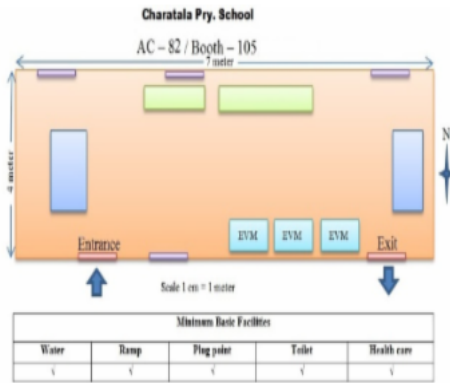 Charatala Pry. School
AC – 82 / Booth – 105
7 meter
4 meter
N
EVM EVM EVM
Entrance
Exit
Scale 1 cm = 1 meter
Minimum Basic Facilities
Water Ramp Plug point Toilet Health care
√ √ √ √ √